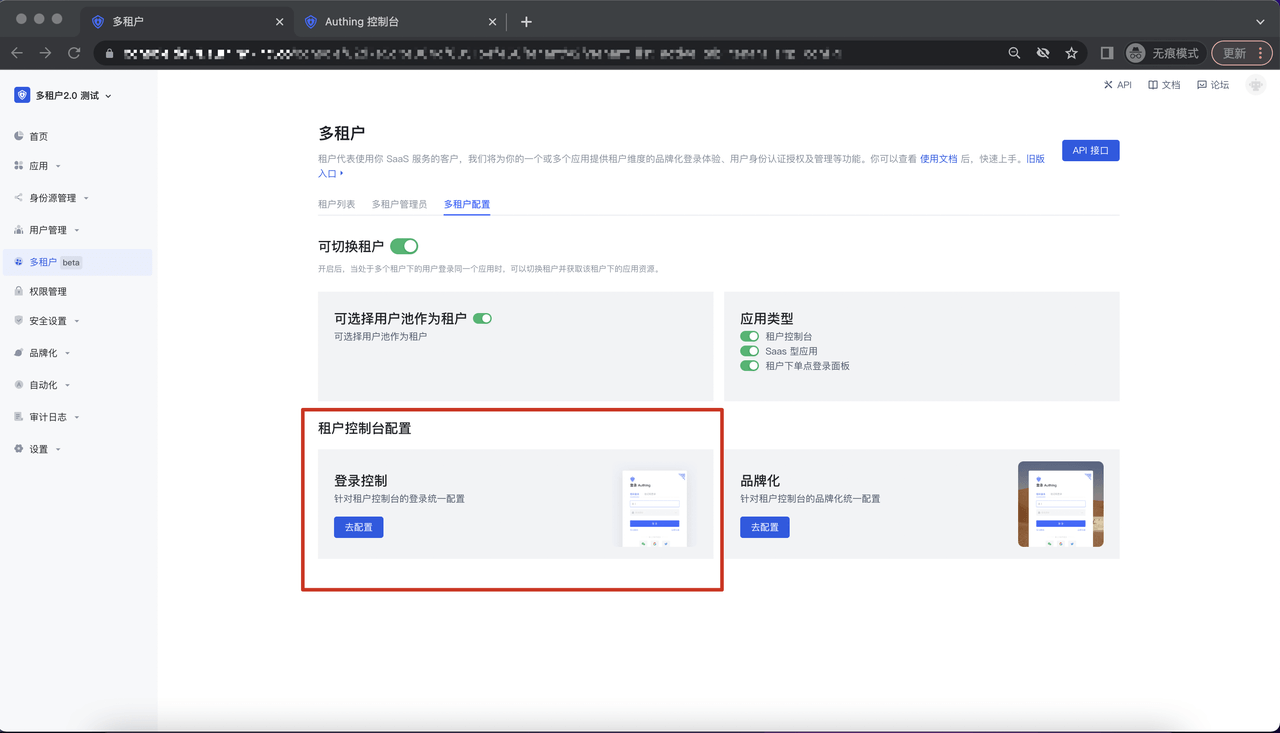 多租户
Authing 控制台
无痕模式
更新
多租户2.0 测试
API
文档
论坛
首页
应用
身份源管理
用户管理
多租户 beta
权限管理
安全设置
品牌化
自动化
审计日志
设置
多租户
租户代表使用你 SaaS 服务的客户，我们将为你的一个或多个应用提供租户维度的品牌化登录体验、用户身份认证授权及管理等功能。你可以查看 使用文档 后，快速上手。旧版
入口
API 接口
租户列表
多租户管理员
多租户配置
可切换租户
开启后，当处于多个租户下的用户登录同一个应用时，可以切换租户并获取该租户下的应用资源。
可选择用户池作为租户
可选择用户池作为租户
应用类型
租户控制台
Saas 型应用
租户下单点登录面板
租户控制台配置
登录控制
针对租户控制台的登录统一配置
去配置
登录 Authing
品牌化
针对租户控制台的品牌化统一配置
去配置
登录 Authing